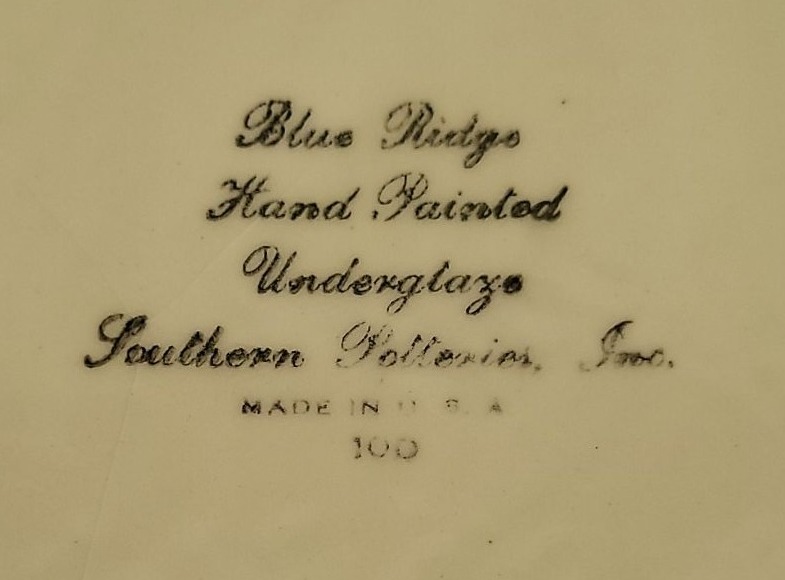 Blue Ridge
Hand Painted
Underglaze
Southern Potteries, Inc.
MADE IN U. S. A
100